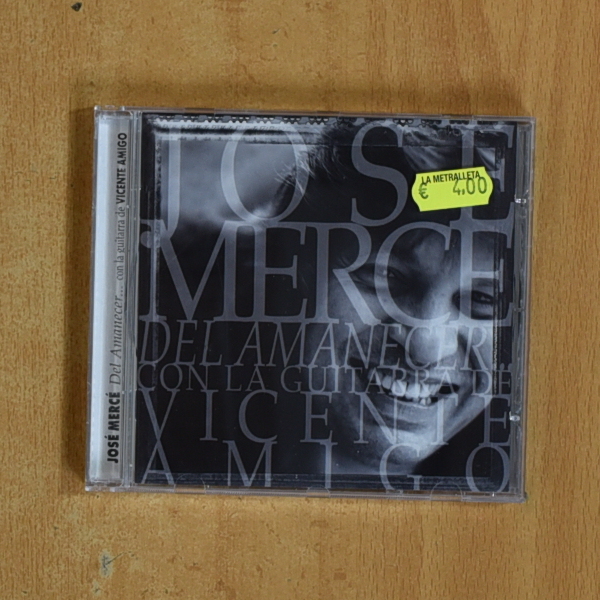 JOSÉ MERCÉ Del Amanecer... con la guitarra de VICENTE AMIGO
JOSÉ
MERCÉ
DEL AMANECER
CON LA GUITARRA DE
VICENTE
AMIGO
LA METRALLETA
€ 4,00